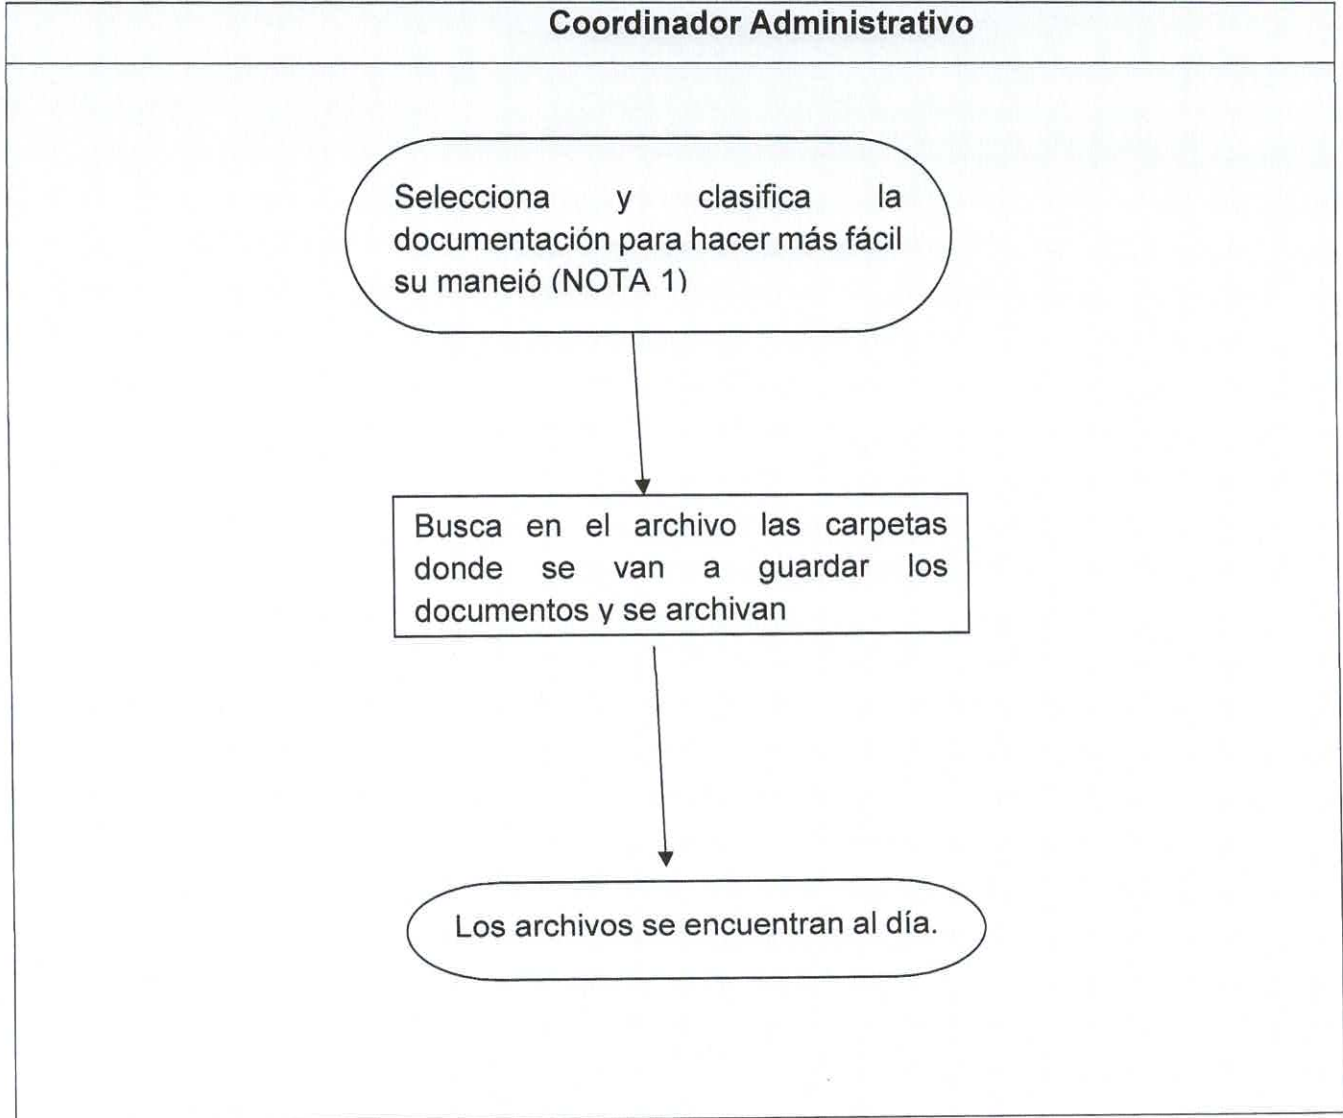 Coordinador Administrativo
Selecciona y clasifica la
documentación para hacer más fácil
su manejó (NOTA 1)
Busca en el archivo las carpetas
donde se van a guardar los
documentos y se archivan
Los archivos se encuentran al día.